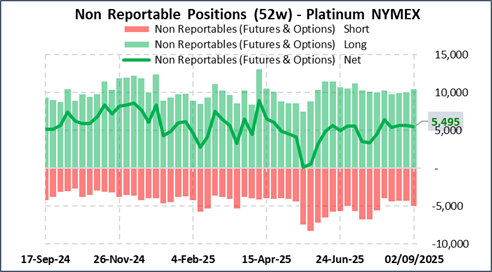 Non Reportable Positions (52w) - Platinum NYMEX
Non Reportables (Futures & Options) Short
Non Reportables (Futures & Options) Long
Non Reportables (Futures & Options) Net
15,000
10,000
5,495
5,000
-
-5,000
-10,000
17-Sep-24 26-Nov-24 4-Feb-25 15-Apr-25 24-Jun-25 02/09/2025